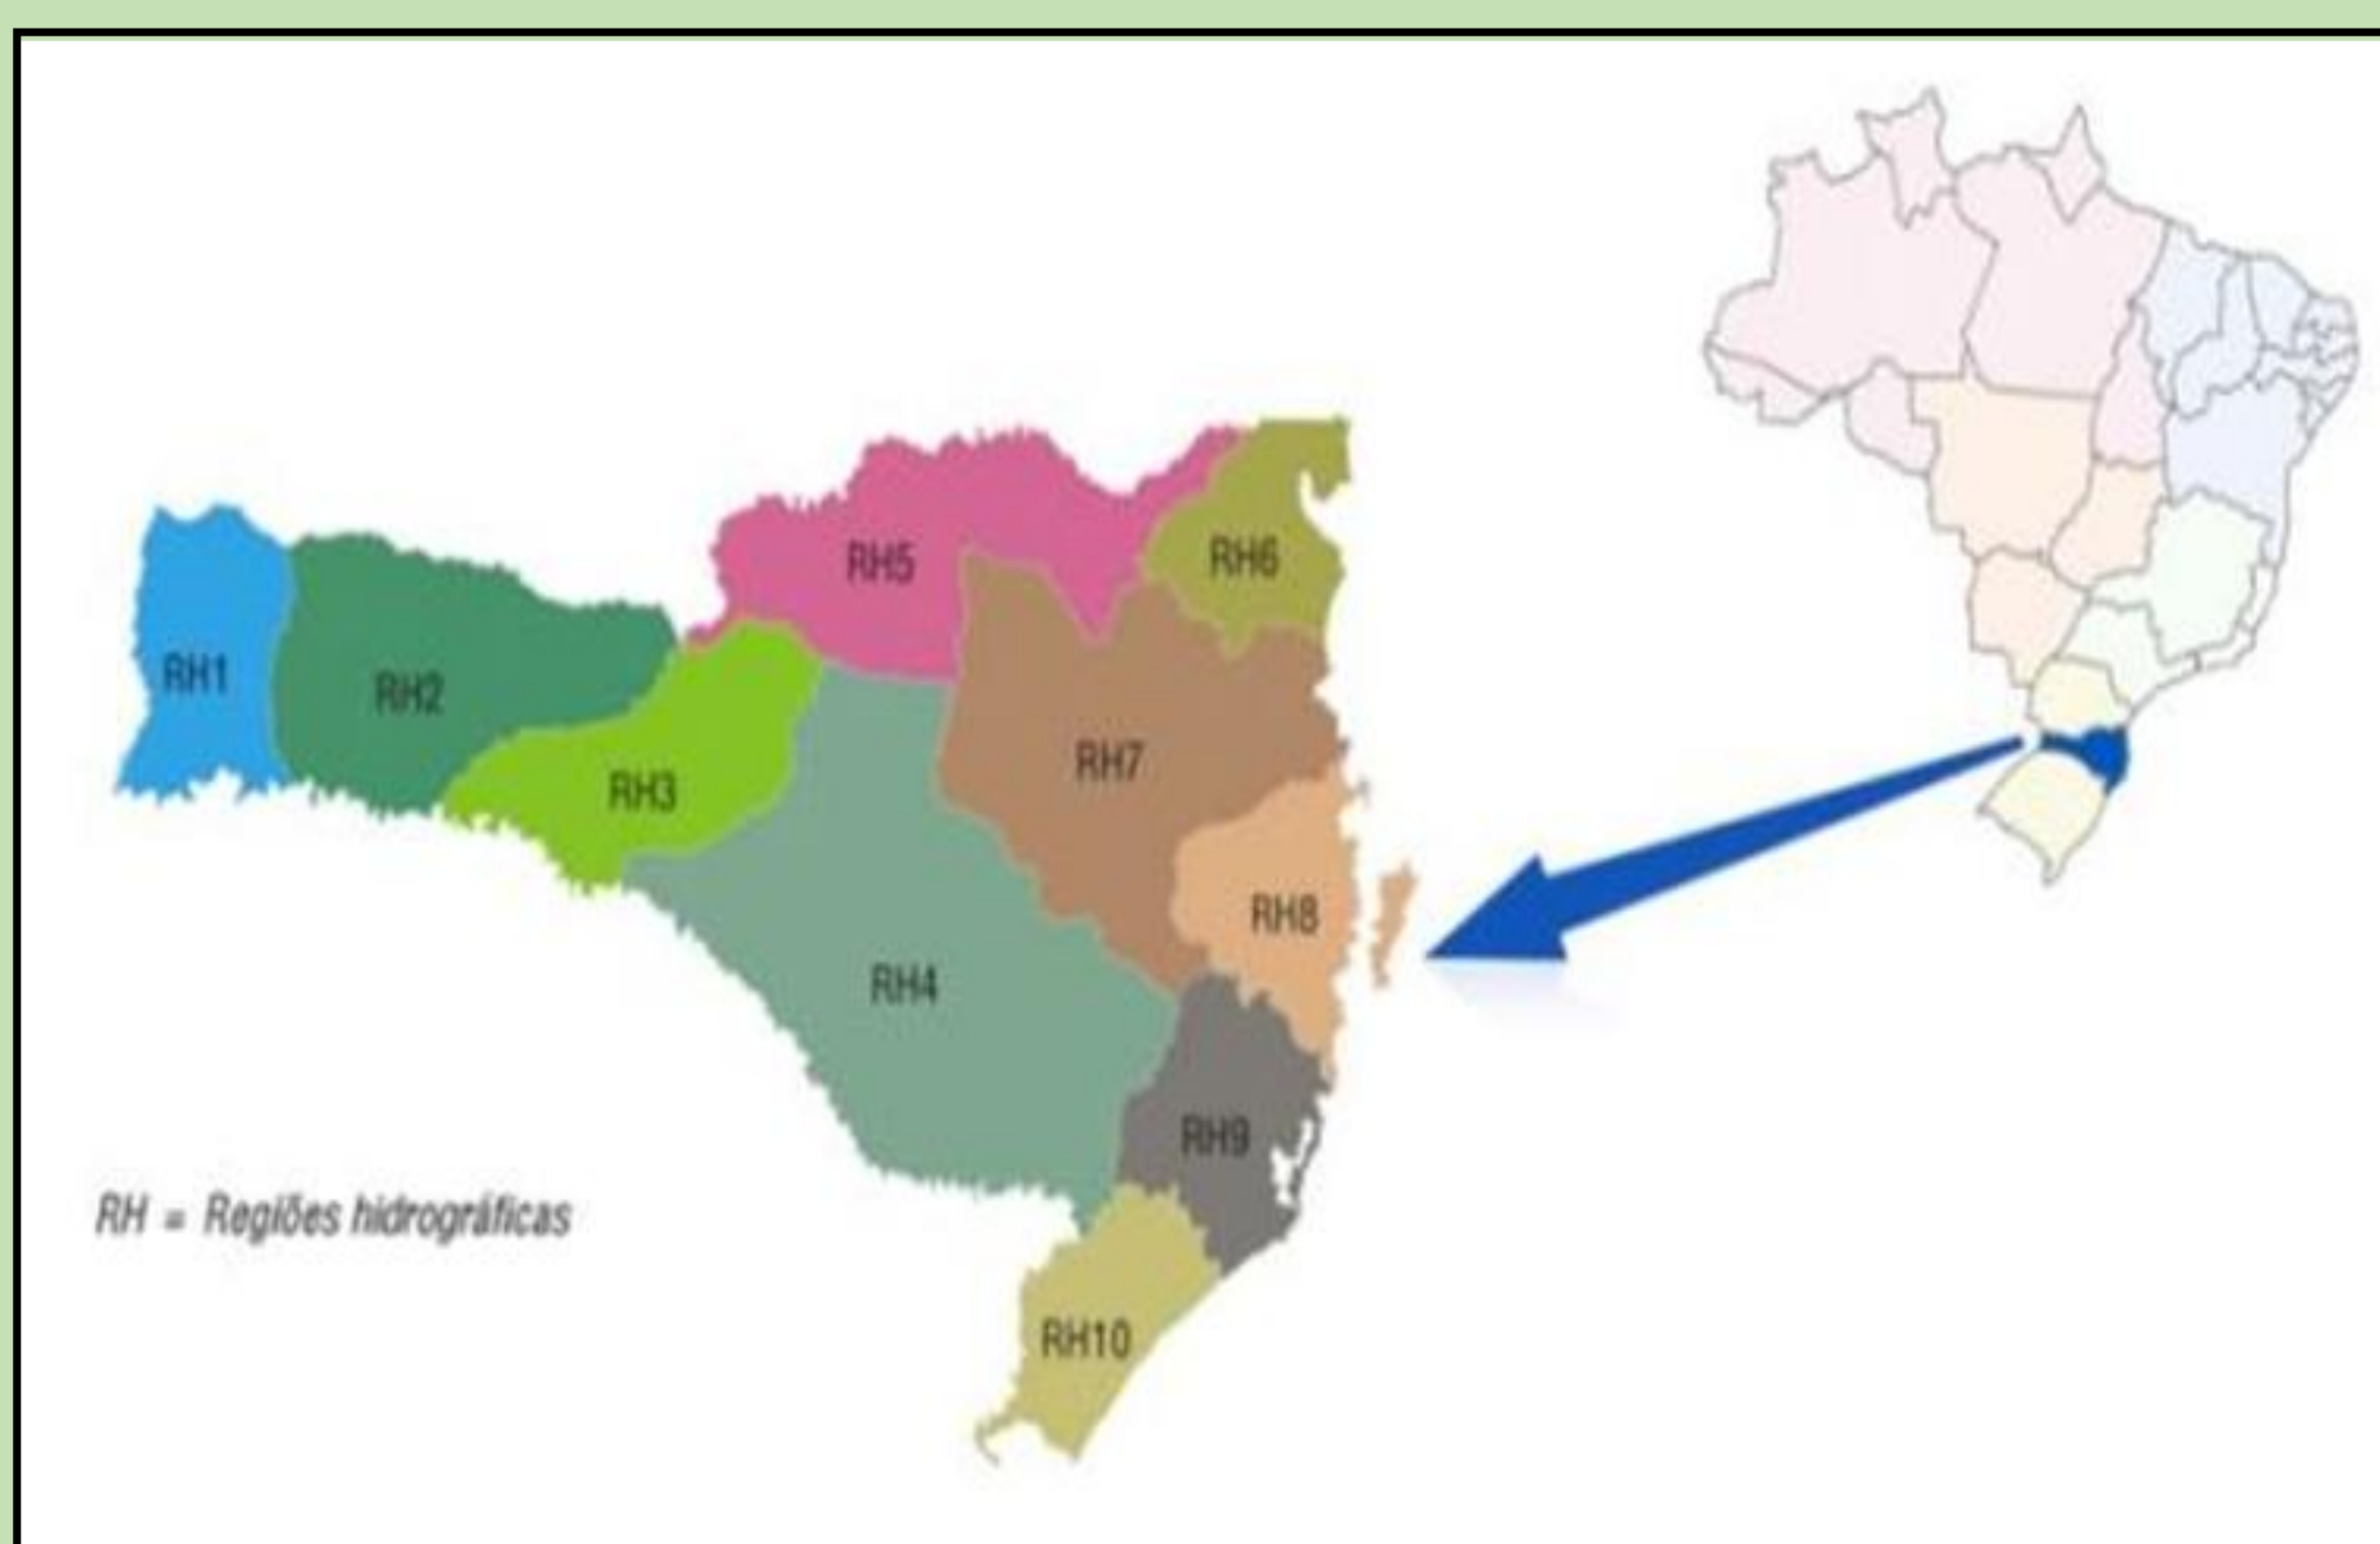 RH5
RH6
RH1
RH2
RH3
RH7
RH8
RH4
RH9
RH = Regiões hidrográficas
RH10